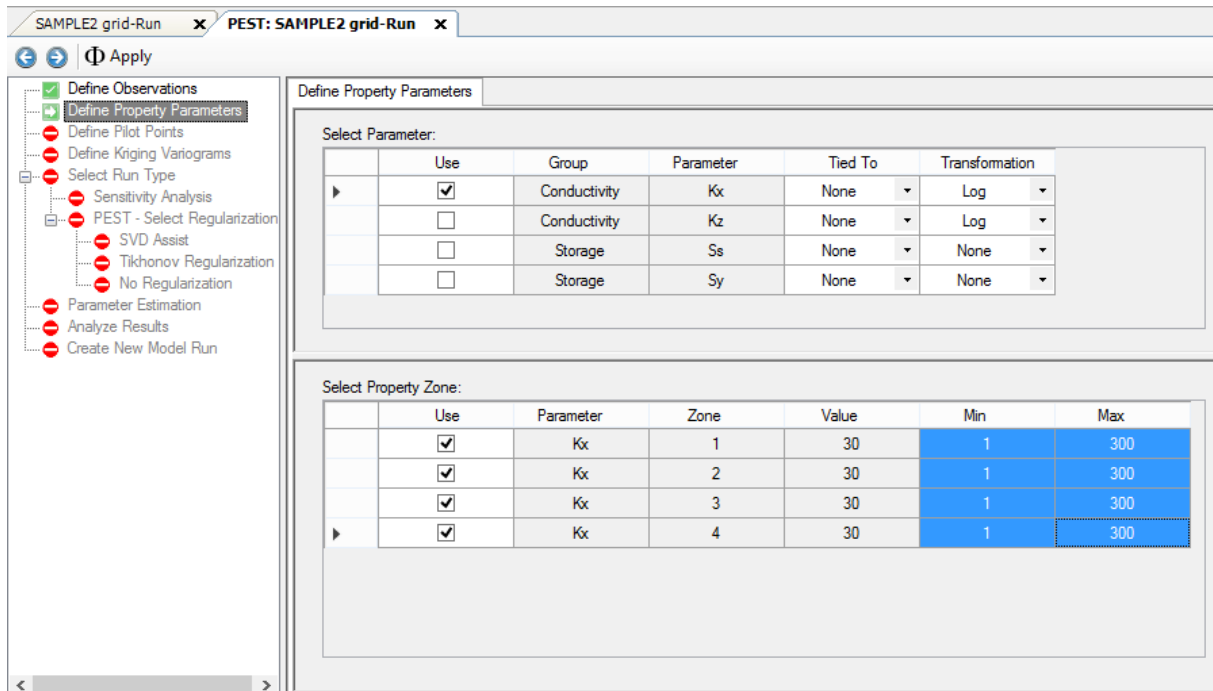 SAMPLE2 grid-Run x PEST: SAMPLE2 grid-Run x
Φ Apply
Define Observations
Define Property Parameters
Define Pilot Points
Define Kriging Variograms
Select Run Type
Sensitivity Analysis
PEST - Select Regularization
SVD Assist
Tikhonov Regularization
No Regularization
Parameter Estimation
Analyze Results
Create New Model Run
Define Property Parameters
Select Parameter:
Use Group Parameter Tied To Transformation
Conductivity Kx None Log
Conductivity Kz None Log
Storage Ss None None
Storage Sy None None
Select Property Zone:
Use Parameter Zone Value Min Max
Kx 1 30 1 300
Kx 2 30 1 300
Kx 3 30 1 300
Kx 4 30 1 300